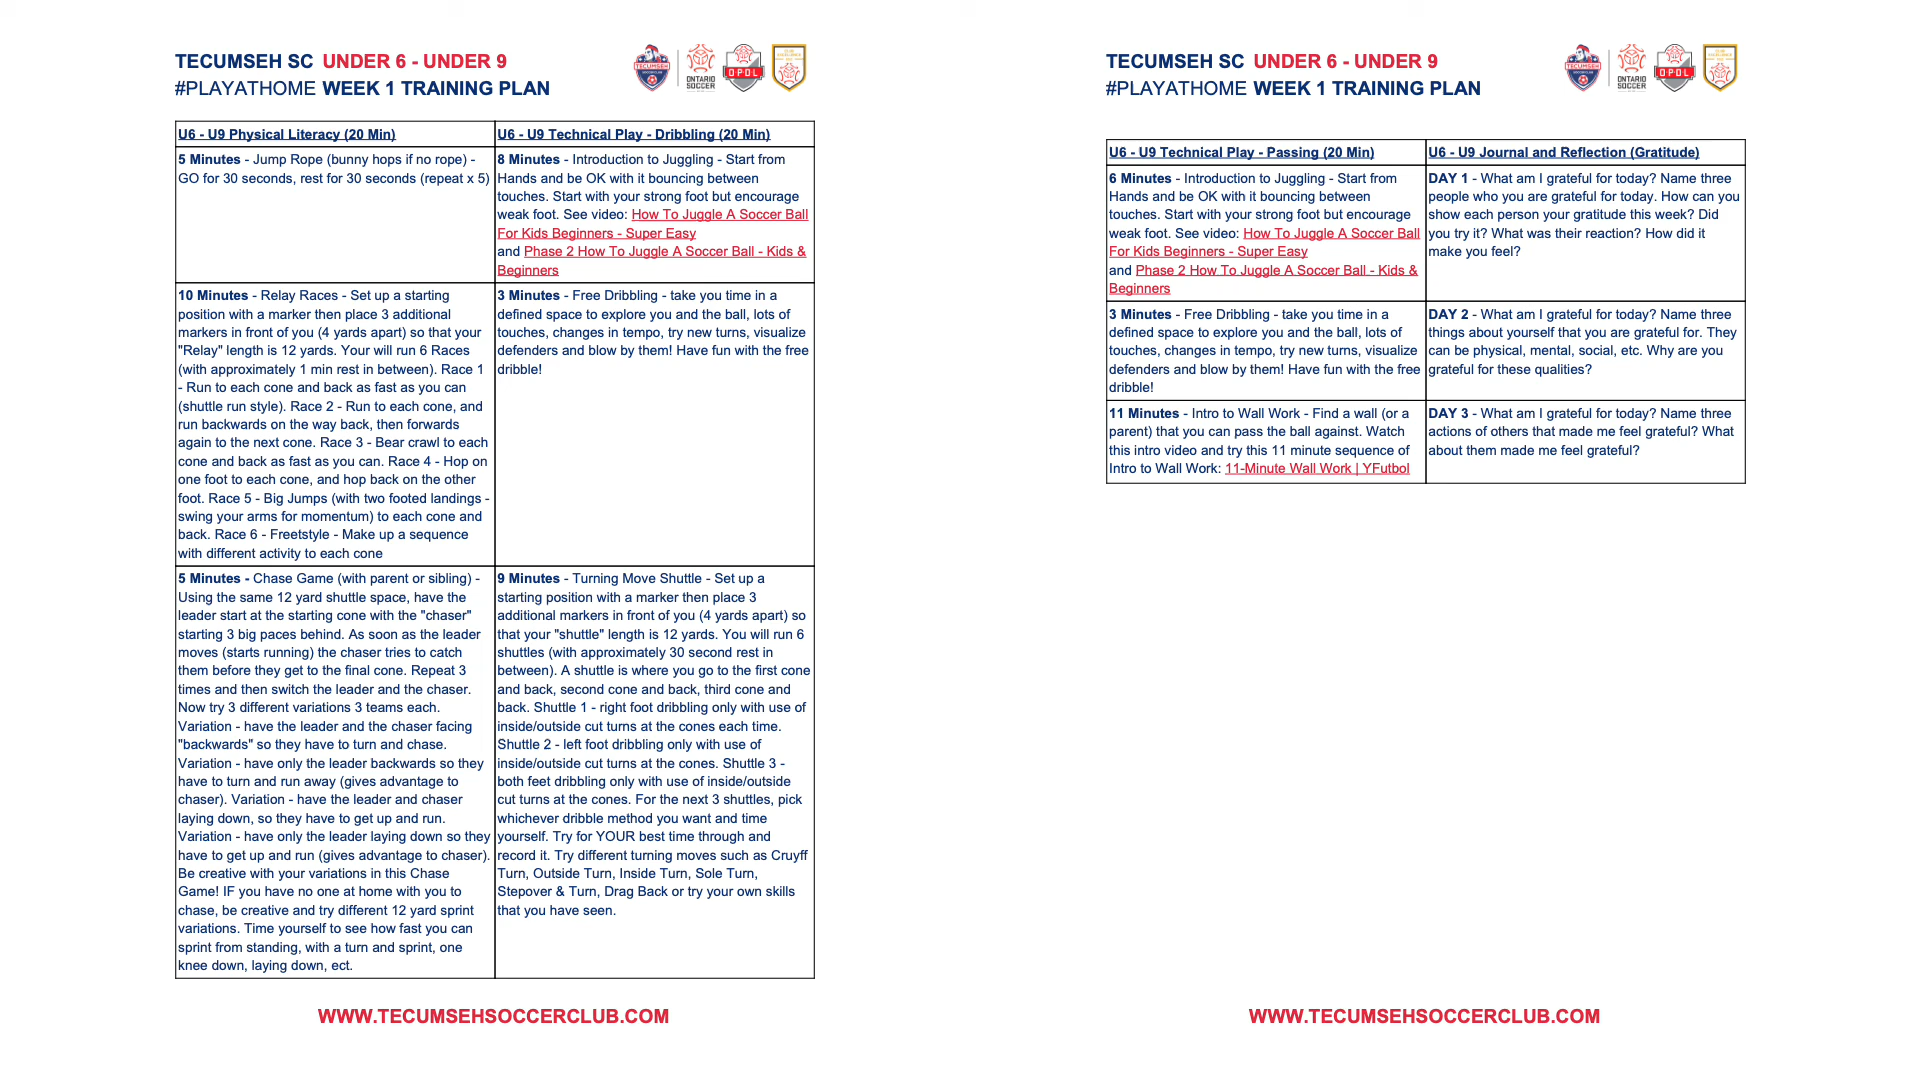 TECUMSEH SC UNDER 6 - UNDER 9
#PLAYATHOME WEEK 1 TRAINING PLAN
TECUMSEH
SOCCER CLUB
ONTARIO
SOCCER
OPDL
U6 - U9 Physical Literacy (20 Min)
5 Minutes - Jump Rope (bunny hops if no rope) -
GO for 30 seconds, rest for 30 seconds (repeat x 5)
U6 - U9 Technical Play - Dribbling (20 Min)
8 Minutes - Introduction to Juggling - Start from
Hands and be OK with it bouncing between
touches. Start with your strong foot but encourage
weak foot. See video: How To Juggle A Soccer Ball
For Kids Beginners - Super Easy
and Phase 2 How To Juggle A Soccer Ball - Kids &
Beginners
10 Minutes - Relay Races - Set up a starting
position with a marker then place 3 additional
markers in front of you (4 yards apart) so that your
"Relay" length is 12 yards. Your will run 6 Races
(with approximately 1 min rest in between). Race 1
- Run to each cone and back as fast as you can
(shuttle run style). Race 2 - Run to each cone, and
run backwards on the way back, then forwards
again to the next cone. Race 3 - Bear crawl to each
cone and back as fast as you can. Race 4 - Hop on
one foot to each cone, and hop back on the other
foot. Race 5 - Big Jumps (with two footed landings -
swing your arms for momentum) to each cone and
back. Race 6 - Freetstyle - Make up a sequence
with different activity to each cone
3 Minutes - Free Dribbling - take you time in a
defined space to explore you and the ball, lots of
touches, changes in tempo, try new turns, visualize
defenders and blow by them! Have fun with the free
dribble!
5 Minutes - Chase Game (with parent or sibling) -
Using the same 12 yard shuttle space, have the
leader start at the starting cone with the "chaser"
starting 3 big paces behind. As soon as the leader
moves (starts running) the chaser tries to catch
them before they get to the final cone. Repeat 3
times and then switch the leader and the chaser.
Now try 3 different variations 3 teams each.
Variation - have the leader and the chaser facing
"backwards" so they have to turn and chase.
Variation - have only the leader backwards so they
have to turn and run away (gives advantage to
chaser). Variation - have the leader and chaser
laying down, so they have to get up and run.
Variation - have only the leader laying down so they
have to get up and run (gives advantage to chaser).
Be creative with your variations in this Chase
Game! IF you have no one at home with you to
chase, be creative and try different 12 yard sprint
variations. Time yourself to see how fast you can
sprint from standing, with a turn and sprint, one
knee down, laying down, ect.
9 Minutes - Turning Move Shuttle - Set up a
starting position with a marker then place 3
additional markers in front of you (4 yards apart) so
that your "shuttle" length is 12 yards. You will run 6
shuttles (with approximately 30 second rest in
between). A shuttle is where you go to the first cone
and back, second cone and back, third cone and
back. Shuttle 1 - right foot dribbling only with use of
inside/outside cut turns at the cones each time.
Shuttle 2 - left foot dribbling only with use of
inside/outside cut turns at the cones. Shuttle 3 -
both feet dribbling only with use of inside/outside
cut turns at the cones. For the next 3 shuttles, pick
whichever dribble method you want and time
yourself. Try for YOUR best time through and
record it. Try different turning moves such as Cruyff
Turn, Outside Turn, Inside Turn, Sole Turn,
Stepover & Turn, Drag Back or try your own skills
that you have seen.
WWW.TECUMSEHSOCCERCLUB.COM
TECUMSEH SC UNDER 6 - UNDER 9
#PLAYATHOME WEEK 1 TRAINING PLAN
TECUMSEH
SOCCER CLUB
ONTARIO
SOCCER
OPDL
U6 - U9 Technical Play - Passing (20 Min)
6 Minutes - Introduction to Juggling - Start from
Hands and be OK with it bouncing between
touches. Start with your strong foot but encourage
weak foot. See video: How To Juggle A Soccer Ball
For Kids Beginners - Super Easy
and Phase 2 How To Juggle A Soccer Ball - Kids &
Beginners
U6 - U9 Journal and Reflection (Gratitude)
DAY 1 - What am I grateful for today? Name three
people who you are grateful for today. How can you
show each person your gratitude this week? Did
you try it? What was their reaction? How did it
make you feel?
3 Minutes - Free Dribbling - take you time in a
defined space to explore you and the ball, lots of
touches, changes in tempo, try new turns, visualize
defenders and blow by them! Have fun with the free
dribble!
DAY 2 - What am I grateful for today? Name three
things about yourself that you are grateful for. They
can be physical, mental, social, etc. Why are you
grateful for these qualities?
11 Minutes - Intro to Wall Work - Find a wall (or a
parent) that you can pass the ball against. Watch
this intro video and try this 11 minute sequence of
Intro to Wall Work: 11-Minute Wall Work | YFutbol
DAY 3 - What am I grateful for today? Name three
actions of others that made me feel grateful? What
about them made me feel grateful?
WWW.TECUMSEHSOCCERCLUB.COM